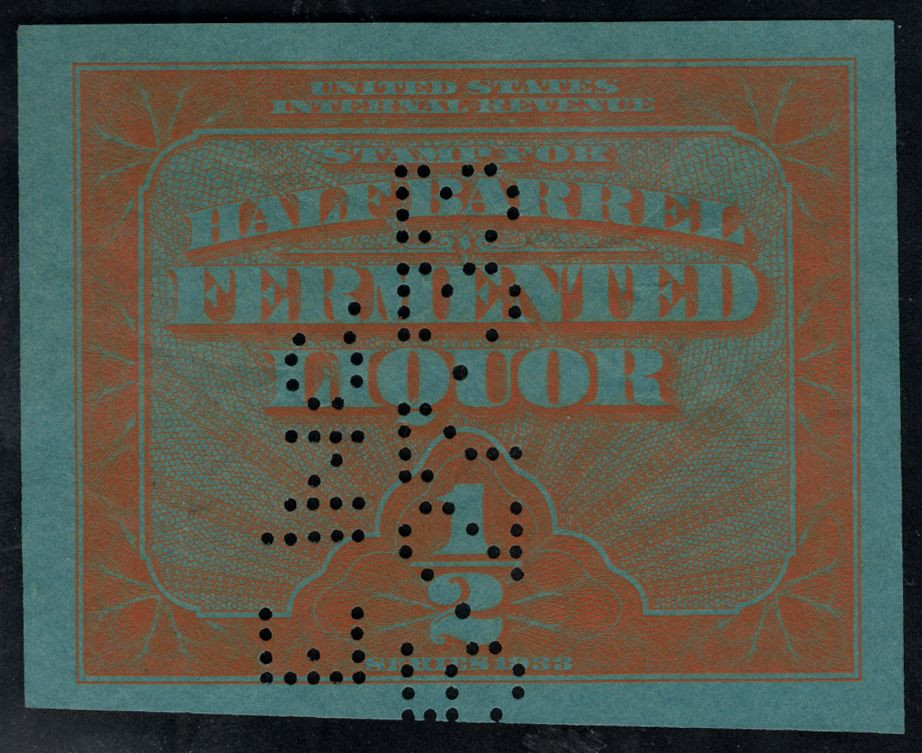 UNITED STATES
INTERNAL REVENUE
STAMP FOR
HALF BARREL
FERMENTED
LIQUOR
1/2
SERIES 1933